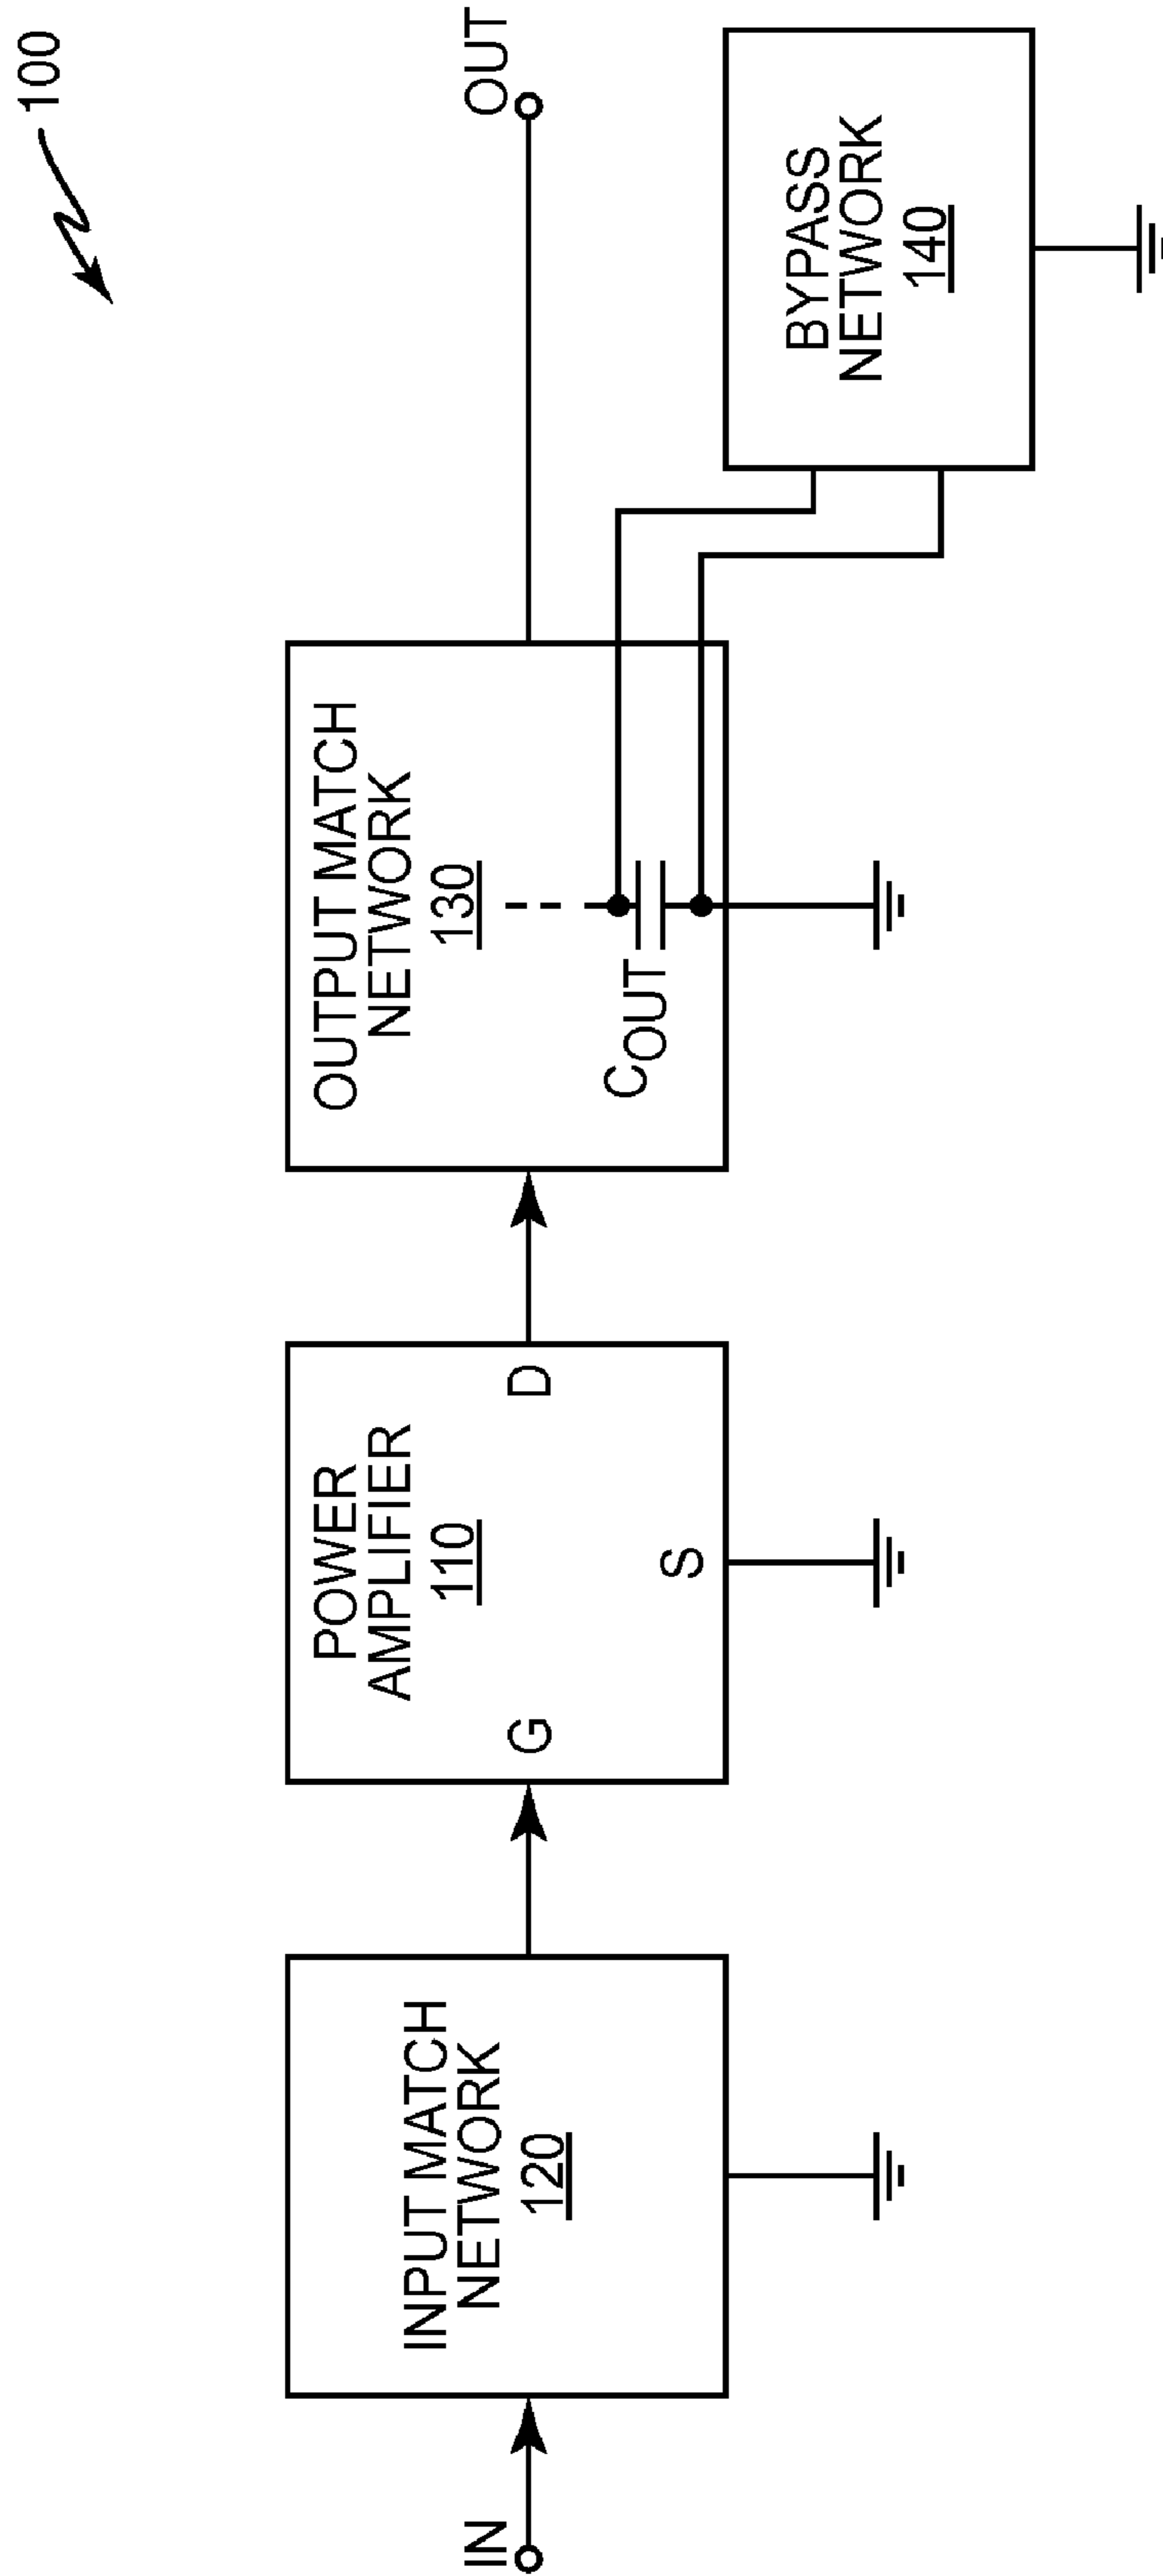 100
IN
INPUT MATCH
NETWORK
120
POWER
AMPLIFIER
110
G
D
S
OUTPUT MATCH
NETWORK
130
COUT
OUT
BYPASS
NETWORK
140